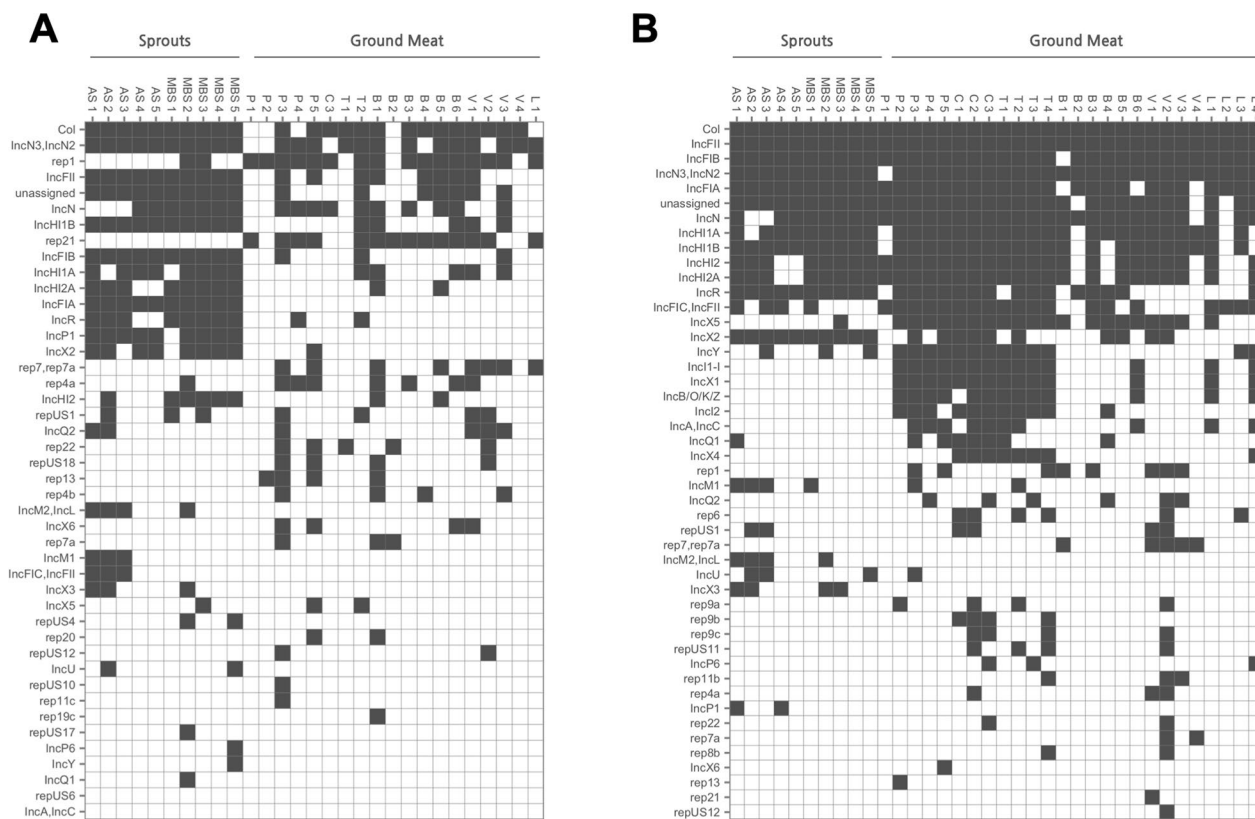 A
B
Sprouts
Ground Meat
Sprouts
Ground Meat
AS 1
AS 2
AS 3
AS 4
AS 5
MBS 1
MBS 2
MBS 3
MBS 4
MBS 5
P 1
P 2
P 3
P 4
P 5
C 3
T 1
T 2
B 1
B 2
B 3
B 4
B 5
B 6
V 1
V 2
V 3
V 4
L 1
Col
IncN3,IncN2
rep1
IncFII
unassigned
IncN
IncHI1B
rep21
IncFIB
IncHI1A
IncHI2A
IncFIA
IncR
IncP1
IncX2
rep7,rep7a
rep4a
IncHI2
repUS1
IncQ2
rep22
repUS18
rep13
rep4b
IncM2,IncL
IncX6
rep7a
IncM1
IncFIC,IncFII
IncX3
IncX5
repUS4
rep20
repUS12
IncU
repUS10
rep11c
rep19c
repUS17
IncP6
IncY
IncQ1
repUS6
IncA,IncC
AS 1
AS 2
AS 3
AS 4
AS 5
MBS 1
MBS 2
MBS 3
MBS 4
MBS 5
P 1
P 2
P 3
P 4
P 5
C 1
C 2
C 3
T 1
T 2
T 3
T 4
B 1
B 2
B 3
B 4
B 5
B 6
V 1
V 2
V 3
V 4
L 1
L 2
L 3
L 4
Col
IncFII
IncFIB
IncN3,IncN2
IncFIA
unassigned
IncN
IncHI1A
IncHI1B
IncHI2
IncHI2A
IncR
IncFIC,IncFII
IncX5
IncX2
IncY
IncI1-I
IncX1
IncB/O/K/Z
IncI2
IncA,IncC
IncQ1
IncX4
rep1
IncM1
IncQ2
rep6
repUS1
rep7,rep7a
IncM2,IncL
IncU
IncX3
rep9a
rep9b
rep9c
repUS11
IncP6
rep11b
rep4a
IncP1
rep22
rep7a
rep8b
IncX6
rep13
rep21
repUS12